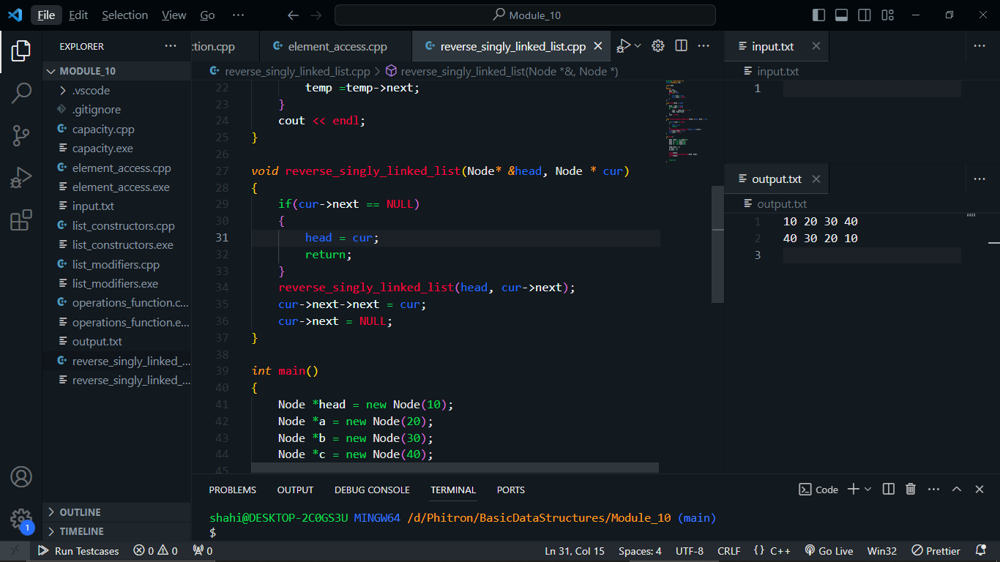 File Edit Selection View Go ··· Module_10
EXPLORER ···
MODULE_10
.vscode
.gitignore
capacity.cpp
capacity.exe
element_access.cpp
element_access.exe
input.txt
list_constructors.cpp
list_constructors.exe
list_modifiers.cpp
list_modifiers.exe
operations_function.c...
operations_function.e...
output.txt
reverse_singly_linked_...
reverse_singly_linked_...
OUTLINE
TIMELINE
ction.cpp element_access.cpp reverse_singly_linked_list.cpp
reverse_singly_linked_list.cpp > reverse_singly_linked_list(Node *&, Node *)
22 temp =temp->next;
23 }
24 cout << endl;
25 }
26
27 void reverse_singly_linked_list(Node* &head, Node * cur)
28 {
29 if(cur->next == NULL)
30 {
31 head = cur;
32 return;
33 }
34 reverse_singly_linked_list(head, cur->next);
35 cur->next->next = cur;
36 cur->next = NULL;
37 }
38
39 int main()
40 {
41 Node *head = new Node(10);
42 Node *a = new Node(20);
43 Node *b = new Node(30);
44 Node *c = new Node(40);
45
input.txt
input.txt
1
output.txt
output.txt
1 10 20 30 40
2 40 30 20 10
3
PROBLEMS OUTPUT DEBUG CONSOLE TERMINAL PORTS Code
shahi@DESKTOP-2C0GS3U MINGW64 /d/Phitron/BasicDataStructures/Module_10 (main)
$
1
Run Testcases 0 0 0 Ln 31, Col 15 Spaces: 4 UTF-8 CRLF {} C++ Go Live Win32 Prettier